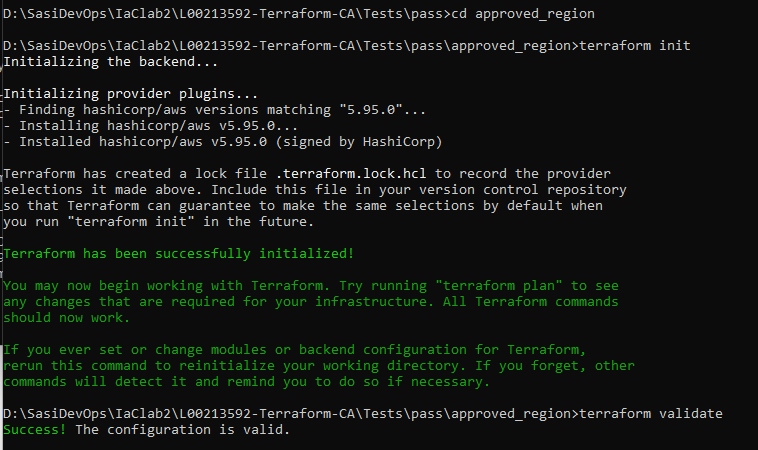 D:\SasiDevOps\IaClab2\L00213592-Terraform-CA\Tests\pass>cd approved_region
D:\SasiDevOps\IaClab2\L00213592-Terraform-CA\Tests\pass\approved_region>terraform init
Initializing the backend...
Initializing provider plugins...
- Finding hashicorp/aws versions matching "5.95.0"...
- Installing hashicorp/aws v5.95.0...
- Installed hashicorp/aws v5.95.0 (signed by HashiCorp)
Terraform has created a lock file .terraform.lock.hcl to record the provider
selections it made above. Include this file in your version control repository
so that Terraform can guarantee to make the same selections by default when
you run "terraform init" in the future.
Terraform has been successfully initialized!
You may now begin working with Terraform. Try running "terraform plan" to see
any changes that are required for your infrastructure. All Terraform commands
should now work.
If you ever set or change modules or backend configuration for Terraform,
rerun this command to reinitialize your working directory. If you forget, other
commands will detect it and remind you to do so if necessary.
D:\SasiDevOps\IaClab2\L00213592-Terraform-CA\Tests\pass\approved_region>terraform validate
Success! The configuration is valid.